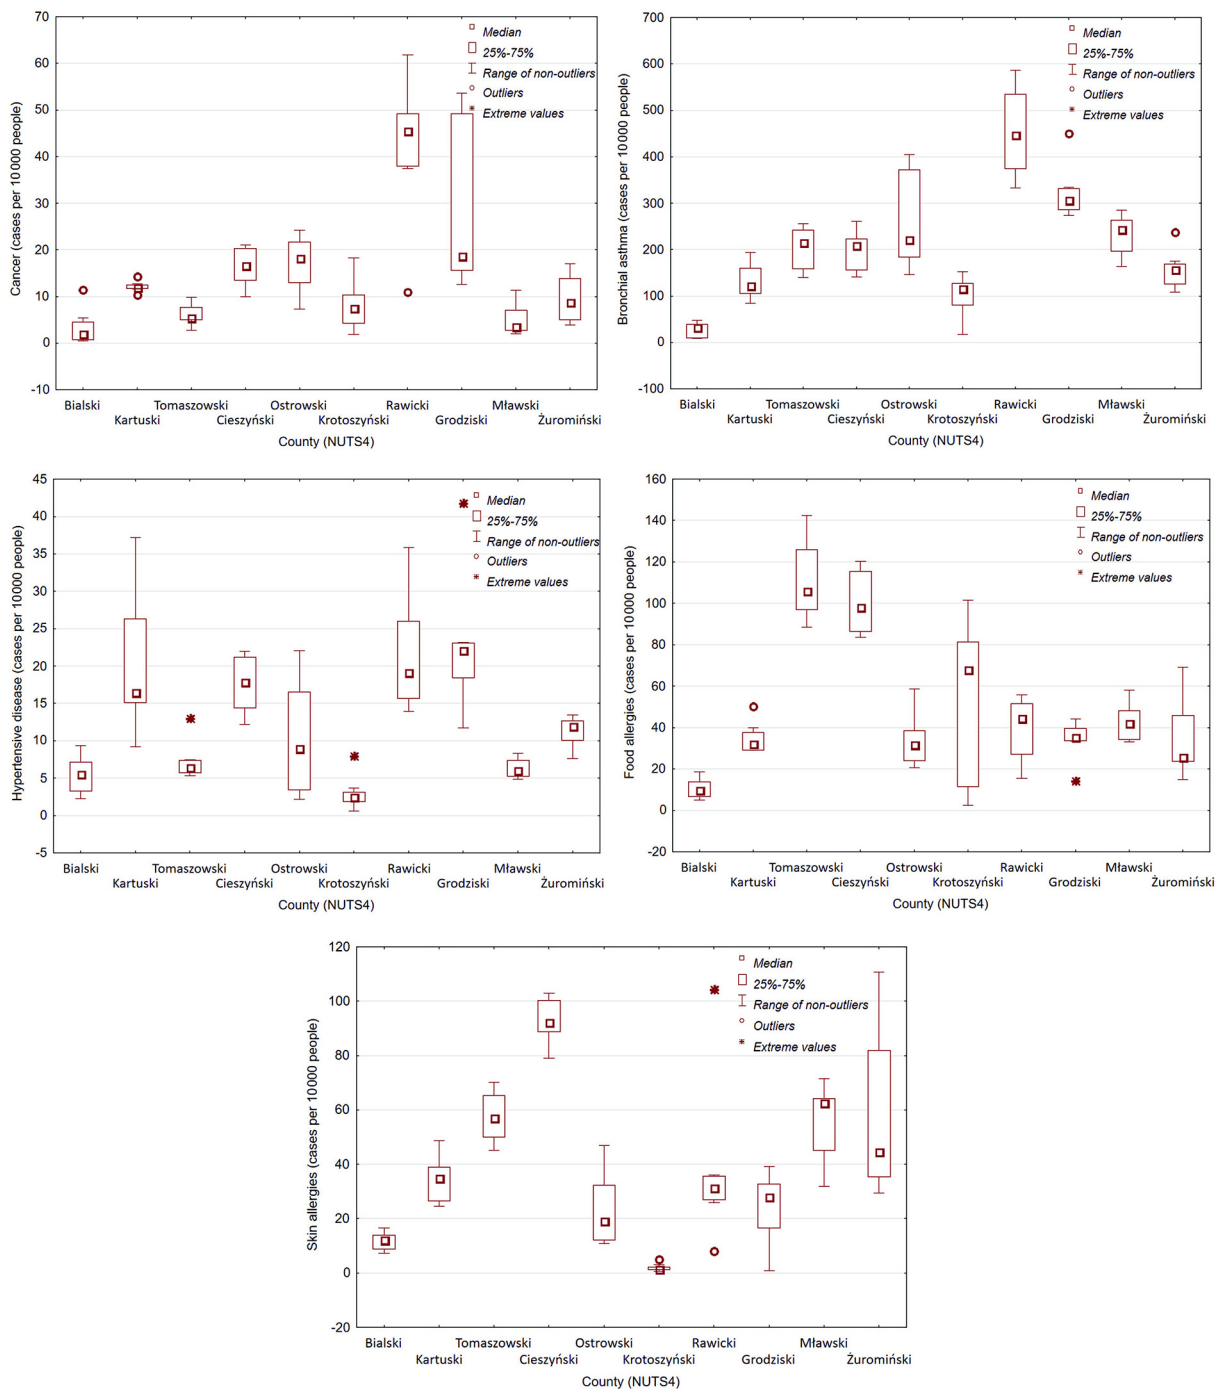 Cancer (cases per 10 000 people)
70
60
50
40
30
20
10
0
-10
Median
25%-75%
Range of non-outliers
Outliers
Extreme values
Bialski Tomaszowski Ostrowski Rawicki Mławski
Kartuski Cieszyński Krotoszyński Grodziski Żuromiński
County (NUTS4)
Bronchial asthma (cases per 10 000 people)
700
600
500
400
300
200
100
0
-100
Median
25%-75%
Range of non-outliers
Outliers
Extreme values
Bialski Tomaszowski Ostrowski Rawicki Mławski
Kartuski Cieszyński Krotoszyński Grodziski Żuromiński
County (NUTS4)
Hypertensive disease (cases per 10000 people)
45
40
35
30
25
20
15
10
5
0
-5
Median
25%-75%
Range of non-outliers
Outliers
Extreme values
Bialski Tomaszowski Ostrowski Rawicki Mławski
Kartuski Cieszyński Krotoszyński Grodziski Żuromiński
County (NUTS4)
Food allergies (cases per 10 000 people)
160
140
120
100
80
60
40
20
0
-20
Median
25%-75%
Range of non-outliers
Outliers
Extreme values
Bialski Tomaszowski Ostrowski Rawicki Mławski
Kartuski Cieszyński Krotoszyński Grodziski Żuromiński
County (NUTS4)
Skin allergies (cases per 10 000 people)
120
100
80
60
40
20
0
-20
Median
25%-75%
Range of non-outliers
Outliers
Extreme values
Bialski Tomaszowski Ostrowski Rawicki Mławski
Kartuski Cieszyński Krotoszyński Grodziski Żuromiński
County (NUTS4)